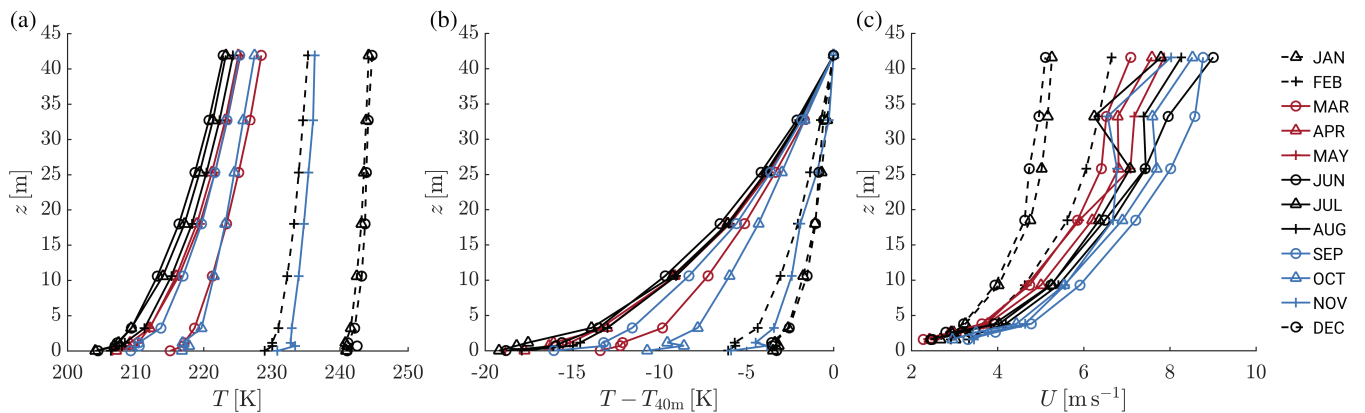 (a) (b) (c)
45 40 35 30 25 20 15 10 5 0
z [m]
200 210 220 230 240 250
T [K]
45 40 35 30 25 20 15 10 5 0
z [m]
-20 -15 -10 -5 0
T − T40m [K]
45 40 35 30 25 20 15 10 5 0
z [m]
2 4 6 8 10
U [m s⁻¹]
JAN
FEB
MAR
APR
MAY
JUN
JUL
AUG
SEP
OCT
NOV
DEC